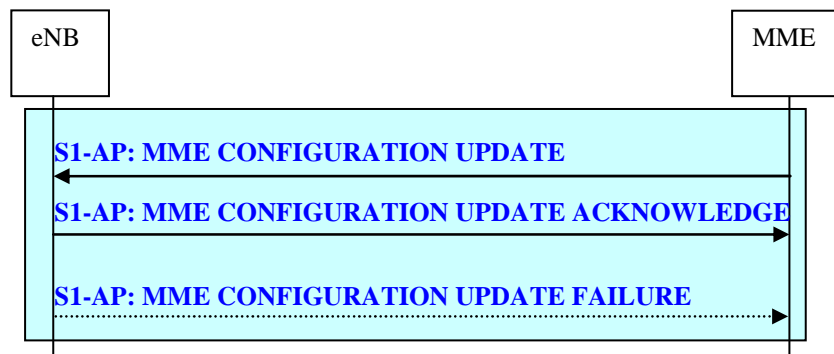 eNB
MME
S1-AP: MME CONFIGURATION UPDATE
S1-AP: MME CONFIGURATION UPDATE ACKNOWLEDGE
S1-AP: MME CONFIGURATION UPDATE FAILURE